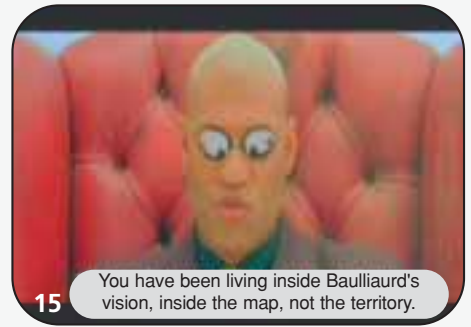 You have been living inside Baulliaurd's
vision, inside the map, not the territory.
15